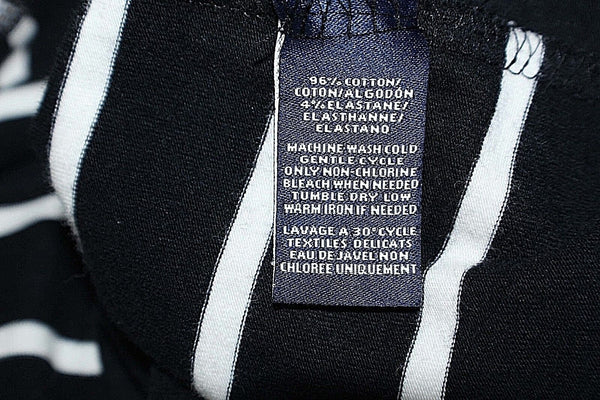 96% COTTON/
COTON/ALGODÓN
4% ELASTANE/
ELASTHANNE/
ELASTANO
MACHINE WASH COLD
GENTLE CYCLE
ONLY NON-CHLORINE
BLEACH WHEN NEEDED
TUMBLE DRY LOW
WARM IRON IF NEEDED
LAVAGE A 30° CYCLE
TEXTILES DELICATS
EAU DE JAVEL NON
CHLOREE UNIQUEMENT